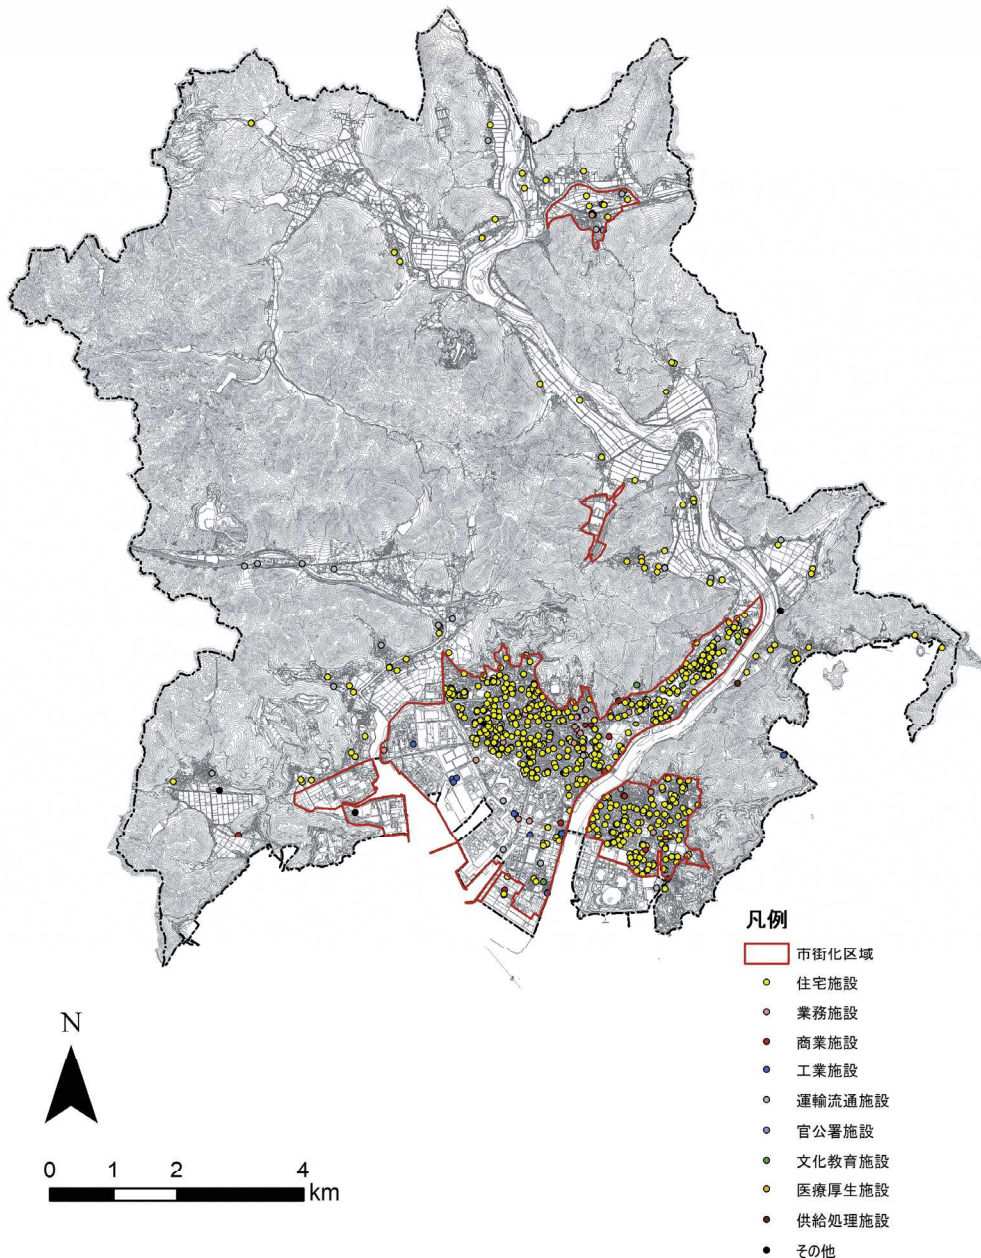 凡例
市街化区域
住宅施設
業務施設
商業施設
工業施設
運輸流通施設
官公署施設
文化教育施設
医療厚生施設
供給処理施設
その他
N
0 1 2 4
km